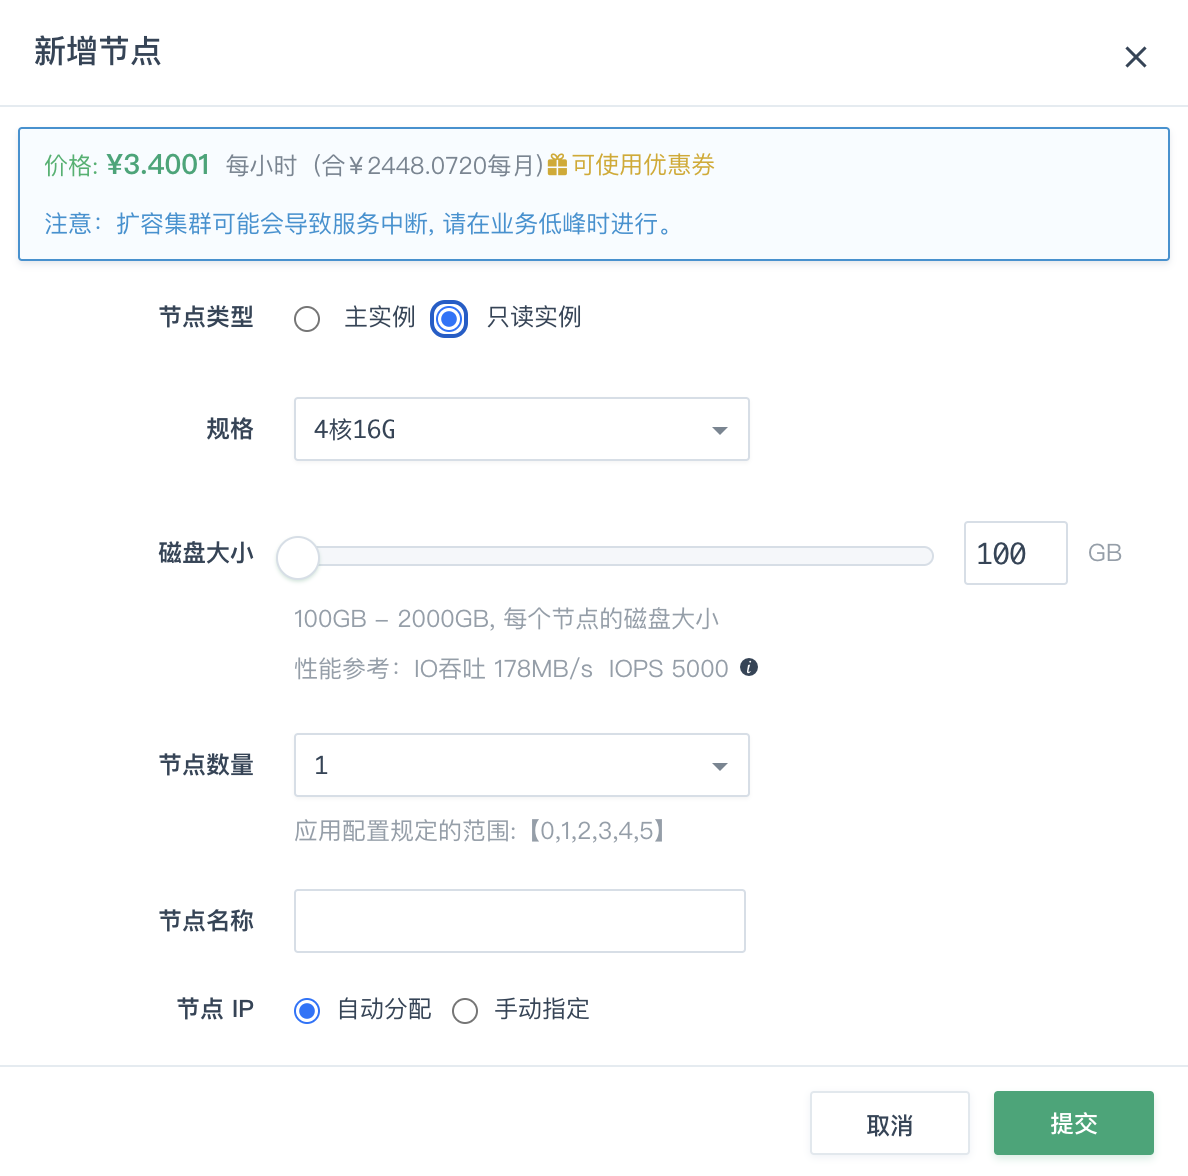 新增节点
价格: ¥3.4001 每小时（合￥2448.0720每月)可使用优惠券
注意：扩容集群可能会导致服务中断, 请在业务低峰时进行。
节点类型 主实例 只读实例
规格 4核16G
磁盘大小 100 GB
100GB – 2000GB, 每个节点的磁盘大小
性能参考：IO吞吐 178MB/s IOPS 5000
节点数量 1
应用配置规定的范围:【0,1,2,3,4,5】
节点名称
节点 IP 自动分配 手动指定
取消 提交